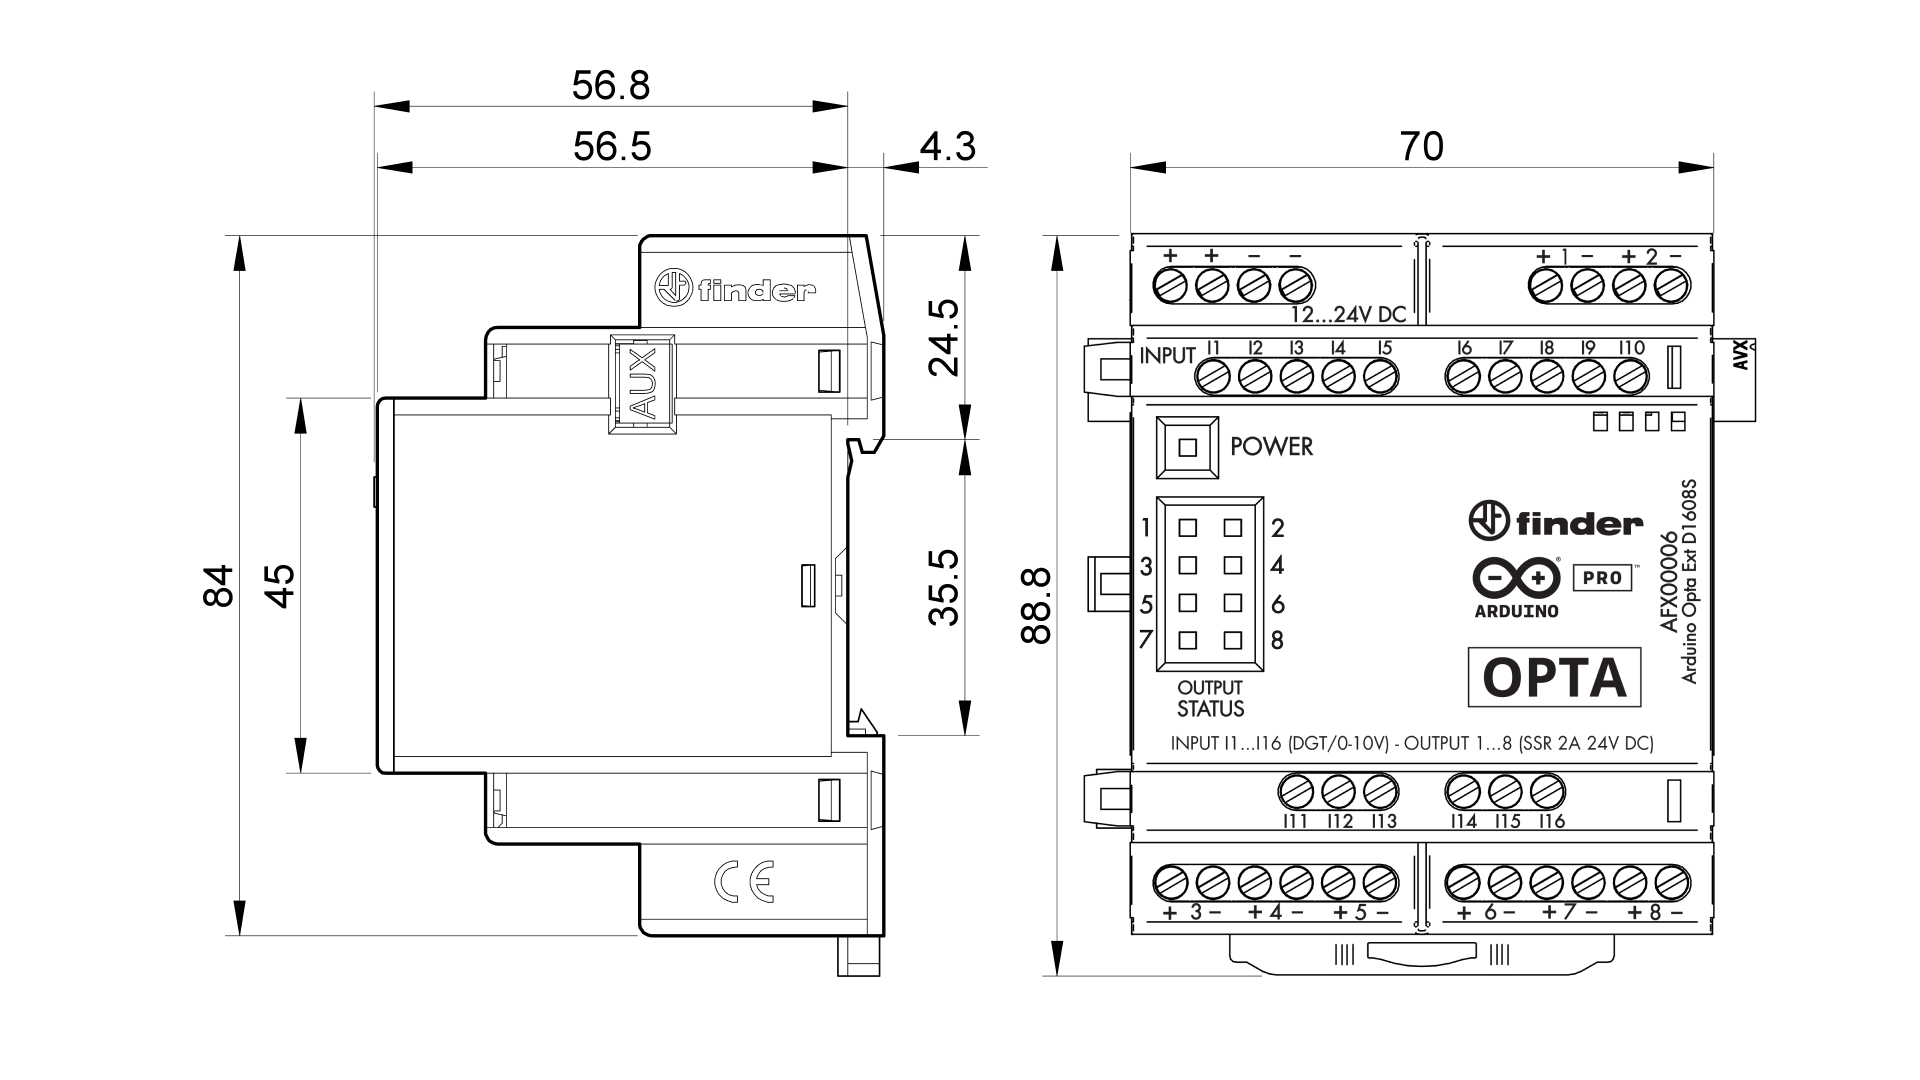 56.8
56.5
4.3
84
45
24.5
35.5
finder
AUX
CE
70
88.8
+ + − −
12...24V DC
+ 1 − + 2 −
INPUT
I1 I2 I3 I4 I5
I6 I7 I8 I9 I10
AUX
POWER
1 2
3 4
5 6
7 8
OUTPUT
STATUS
finder
ARDUINO
PRO™
OPTA
AFX00006
Arduino Opta Ext D1608S
INPUT I1...I16 (DGT/0-10V) - OUTPUT 1...8 (SSR 2A 24V DC)
I11 I12 I13
I14 I15 I16
+ 3 − + 4 − + 5 −
+ 6 − + 7 − + 8 −